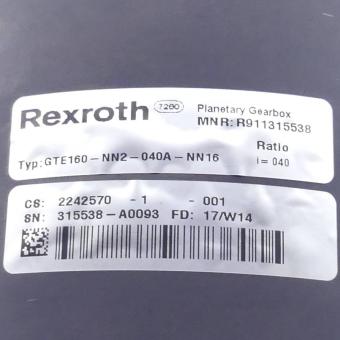 Rexroth 7260 Planetary Gearbox
MNR: R911315538
Ratio
Typ: GTE160-NN2-040A-NN16 i= 040
CS: 2242570 -1 -001
SN: 315538-A0093 FD: 17/W14